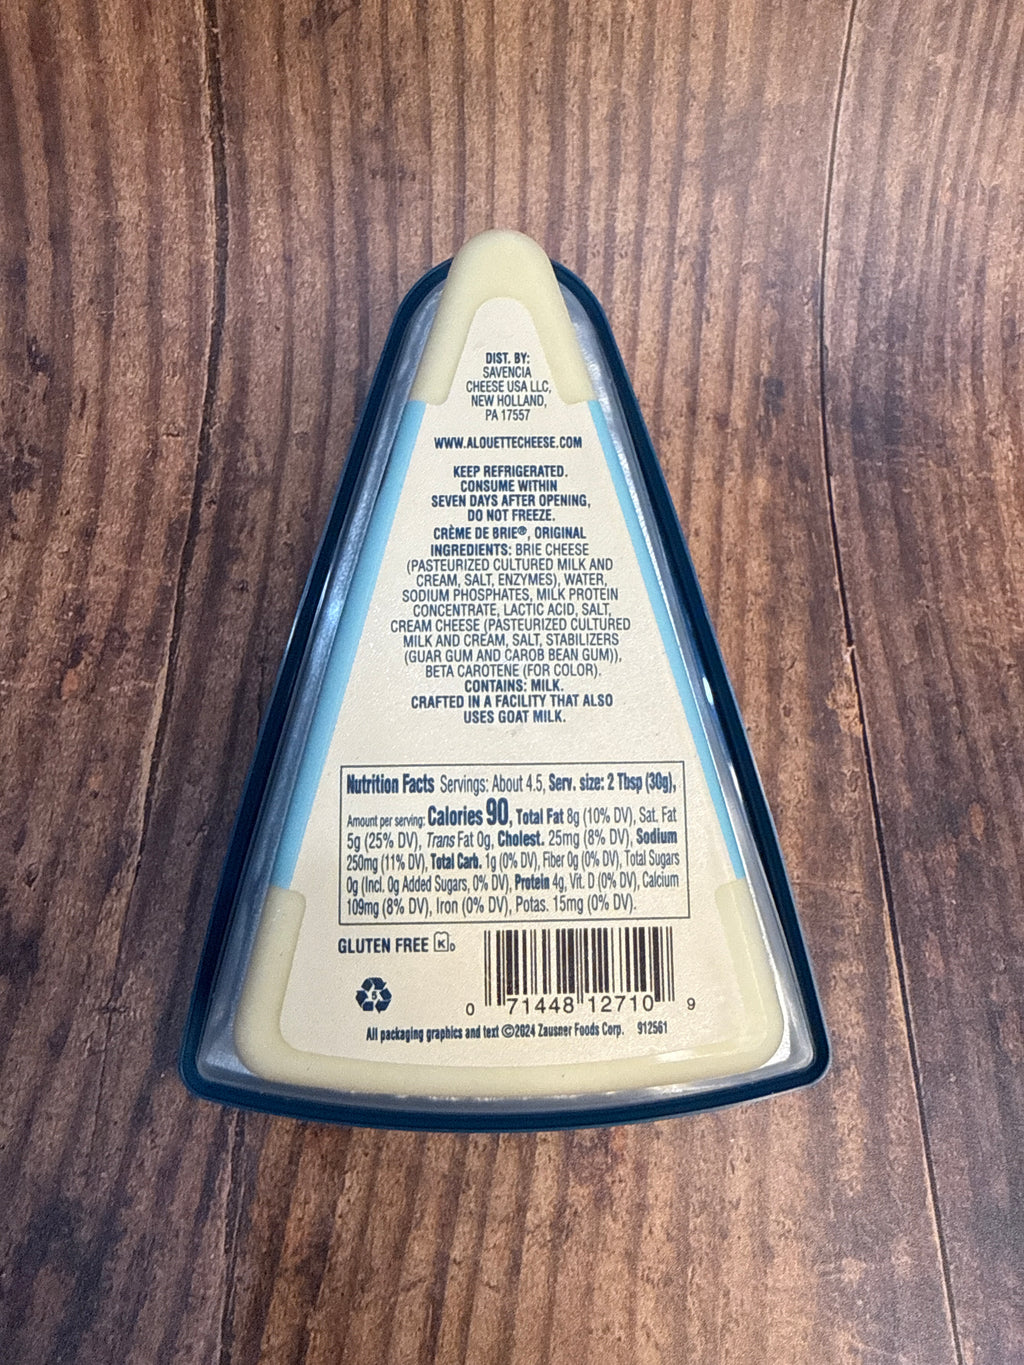 DIST. BY:
SAVENCIA
CHEESE USA LLC,
NEW HOLLAND,
PA 17557
WWW.ALOUETTECHEESE.COM
KEEP REFRIGERATED.
CONSUME WITHIN
SEVEN DAYS AFTER OPENING,
DO NOT FREEZE.
CRÈME DE BRIE®, ORIGINAL
INGREDIENTS: BRIE CHEESE
(PASTEURIZED CULTURED MILK AND
CREAM, SALT, ENZYMES), WATER,
SODIUM PHOSPHATES, MILK PROTEIN
CONCENTRATE, LACTIC ACID, SALT,
CREAM CHEESE (PASTEURIZED CULTURED
MILK AND CREAM, SALT, STABILIZERS
(GUAR GUM AND CAROB BEAN GUM)),
BETA CAROTENE (FOR COLOR).
CONTAINS: MILK.
CRAFTED IN A FACILITY THAT ALSO
USES GOAT MILK.
Nutrition Facts Servings: About 4.5, Serv. size: 2 Tbsp (30g),
Amount per serving: Calories 90, Total Fat 8g (10% DV), Sat. Fat
5g (25% DV), Trans Fat 0g, Cholest. 25mg (8% DV), Sodium
250mg (11% DV), Total Carb. 1g (0% DV), Fiber 0g (0% DV), Total Sugars
0g (Incl. 0g Added Sugars, 0% DV), Protein 4g, Vit. D (0% DV), Calcium
109mg (8% DV), Iron (0% DV), Potas. 15mg (0% DV).
GLUTEN FREE K D
5
0 71448 12710 9
All packaging graphics and text ©2024 Zausner Foods Corp. 912561